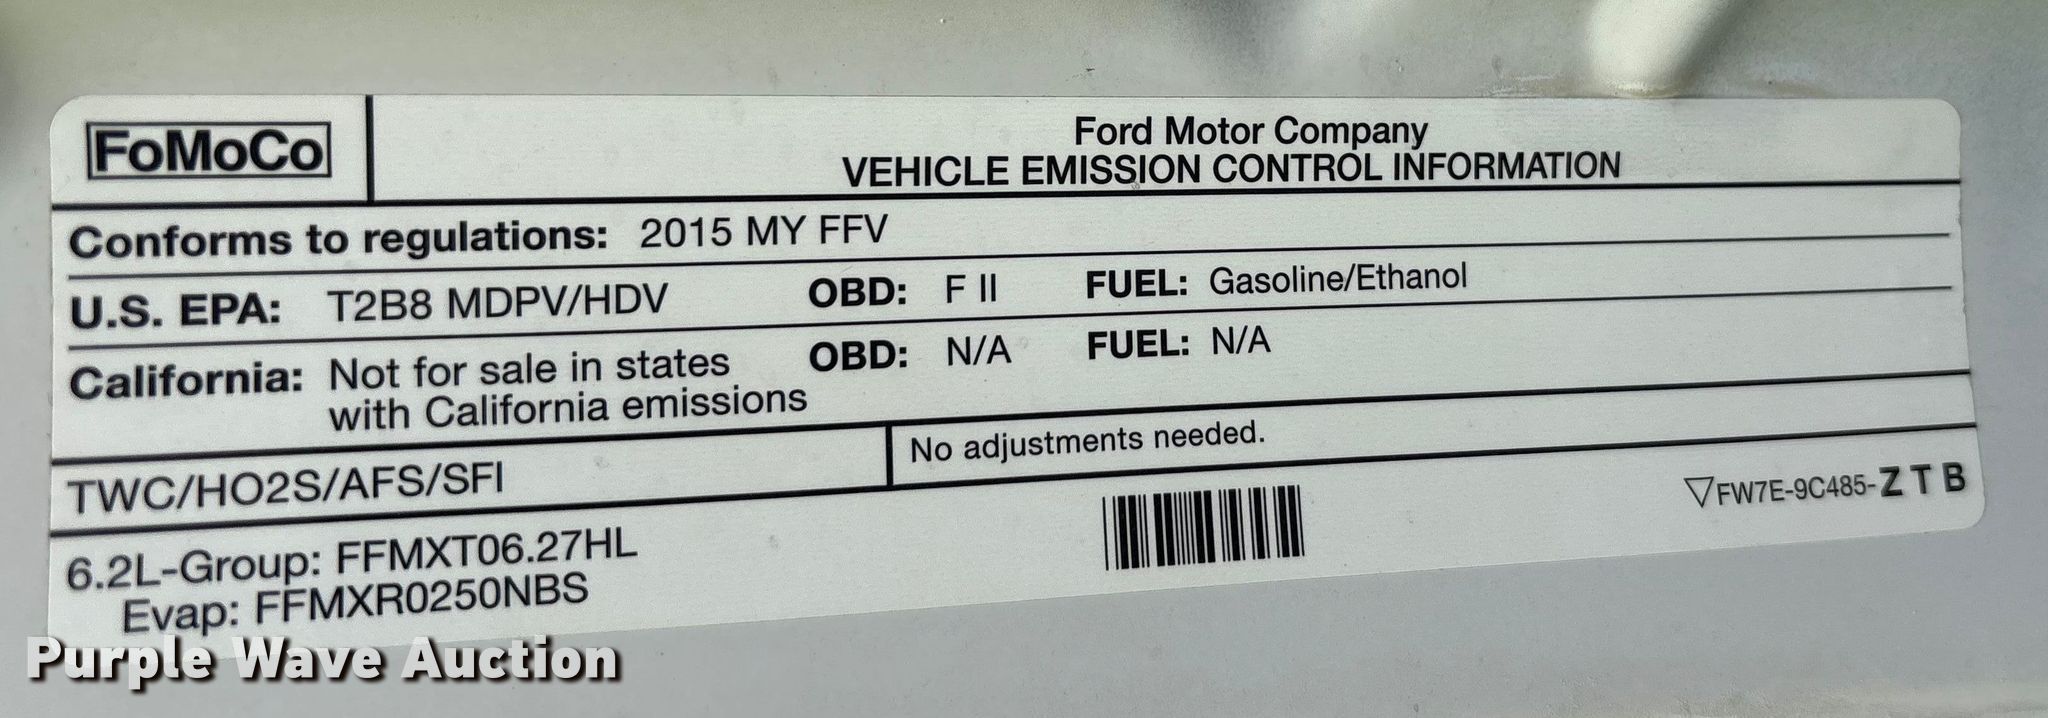 FoMoCo
Ford Motor Company
VEHICLE EMISSION CONTROL INFORMATION
Conforms to regulations: 2015 MY FFV
U.S. EPA: T2B8 MDPV/HDV OBD: F II FUEL: Gasoline/Ethanol
California: Not for sale in states OBD: N/A FUEL: N/A
with California emissions
TWC/HO2S/AFS/SFI
No adjustments needed.
6.2L-Group: FFMXT06.27HL
Evap: FFMXR0250NBS
▽FW7E-9C485-Z T B
Purple Wave Auction